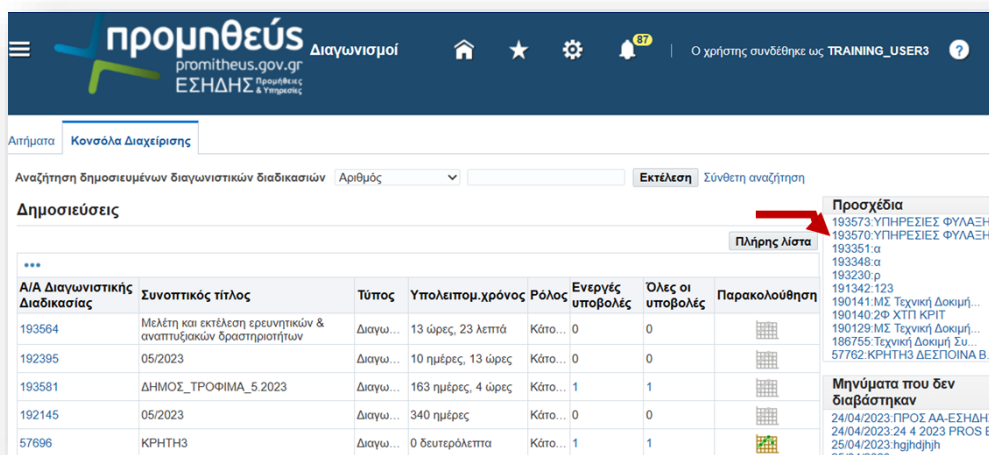 προμηθεύς
promitheus.gov.gr
ΕΣΗΔΗΣ Προμήθειες & Υπηρεσίες
Διαγωνισμοί
87
Ο χρήστης συνδέθηκε ως TRAINING_USER3
?
Αιτήματα Κονσόλα Διαχείρισης
Αναζήτηση δημοσιευμένων διαγωνιστικών διαδικασιών Αριθμός Εκτέλεση Σύνθετη αναζήτηση
Δημοσιεύσεις
Πλήρης λίστα
Α/Α Διαγωνιστικής Διαδικασίας Συνοπτικός τίτλος Τύπος Υπολειπομ.χρόνος Ρόλος Ενεργές υποβολές Όλες οι υποβολές Παρακολούθηση
193564 Μελέτη και εκτέλεση ερευνητικών & αναπτυξιακών δραστηριοτήτων Διαγω... 13 ώρες, 23 λεπτά Κάτο... 0 0
192395 05/2023 Διαγω... 10 ημέρες, 13 ώρες Κάτο... 0 0
193581 ΔΗΜΟΣ_ΤΡΟΦΙΜΑ_5.2023 Διαγω... 163 ημέρες, 4 ώρες Κάτο... 1 1
192145 05/2023 Διαγω... 340 ημέρες Κάτο... 0 0
57696 ΚΡΗΤΗ3 Διαγω... 0 δευτερόλεπτα Κάτο... 1 1
Προσχέδια
193573:ΥΠΗΡΕΣΙΕΣ ΦΥΛΑΞΗ
193570:ΥΠΗΡΕΣΙΕΣ ΦΥΛΑΞΗ
193351:α
193348:α
193230:ρ
191342:123
190141:ΜΣ Τεχνική Δοκιμή...
190140:2Φ ΧΤΠ ΚΡΙΤ
190129:ΜΣ Τεχνική Δοκιμή...
186755:Τεχνική Δοκιμή Συ...
57762:ΚΡΗΤΗ3 ΔΕΣΠΟΙΝΑ Β.
Μηνύματα που δεν
διαβάστηκαν
24/04/2023:ΠΡΟΣ ΑΑ-ΕΣΗΔΗΣ
24/04/2023:24 4 2023 PROS E
25/04/2023:hgjhdjhjh